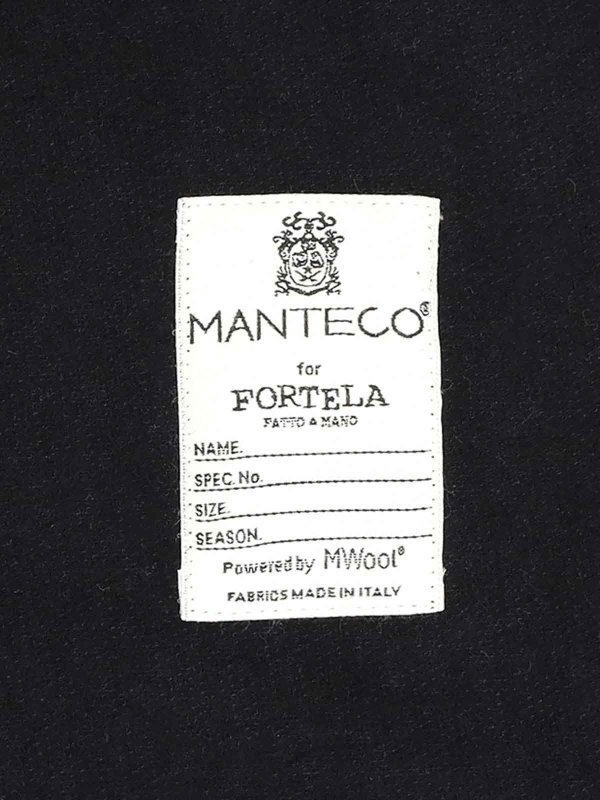 MANTECO®
for
FORTELA
FATTO A MANO
NAME.
SPEC. No.
SIZE.
SEASON.
Powered by MWool®
FABRICS MADE IN ITALY